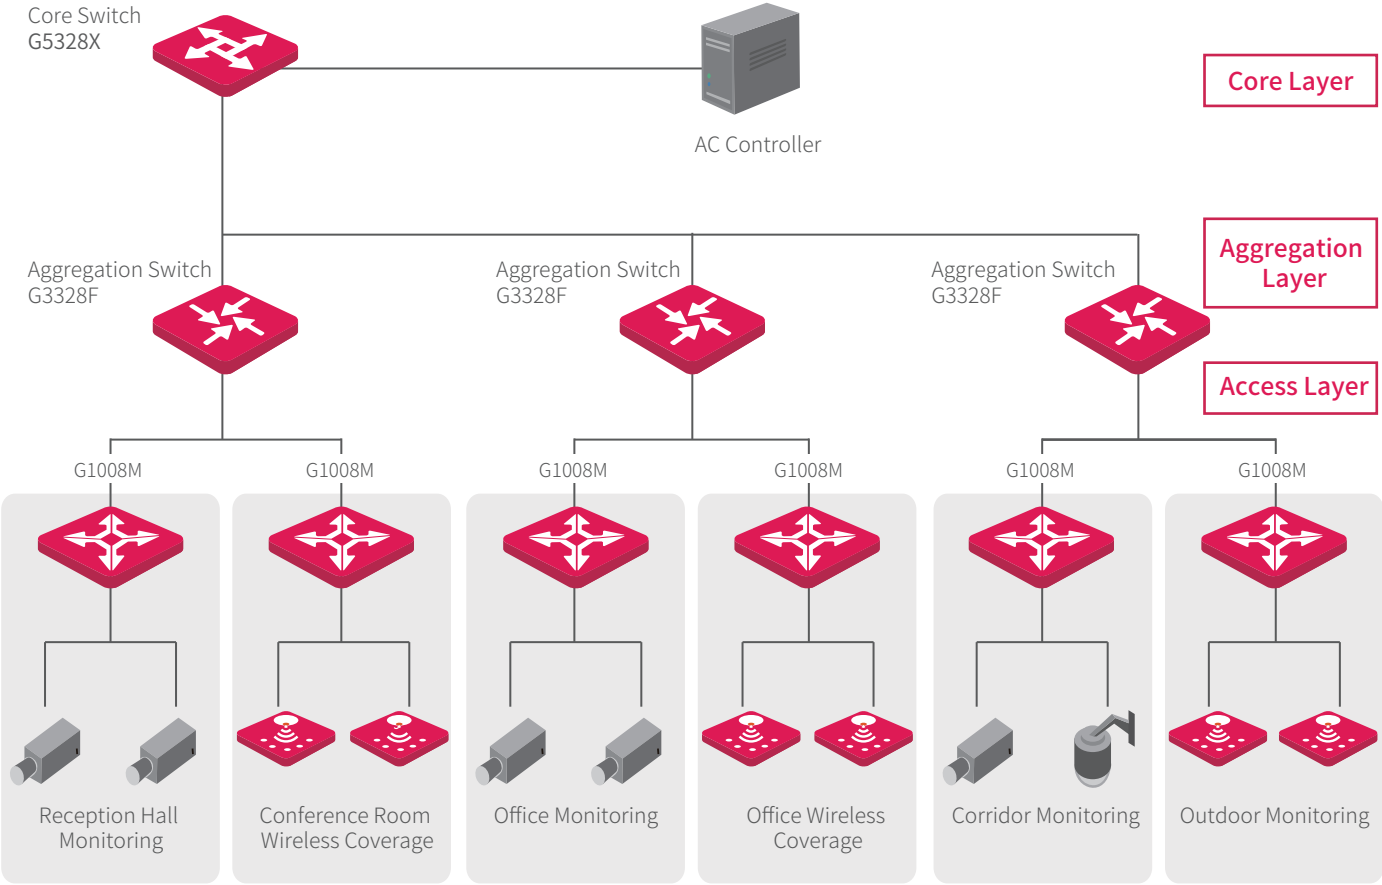 Core Switch
G5328X
AC Controller
Core Layer
Aggregation Switch
G3328F
Aggregation Switch
G3328F
Aggregation Switch
G3328F
Aggregation
Layer
Access Layer
G1008M
G1008M
G1008M
G1008M
G1008M
G1008M
Reception Hall
Monitoring
Conference Room
Wireless Coverage
Office Monitoring
Office Wireless
Coverage
Corridor Monitoring
Outdoor Monitoring